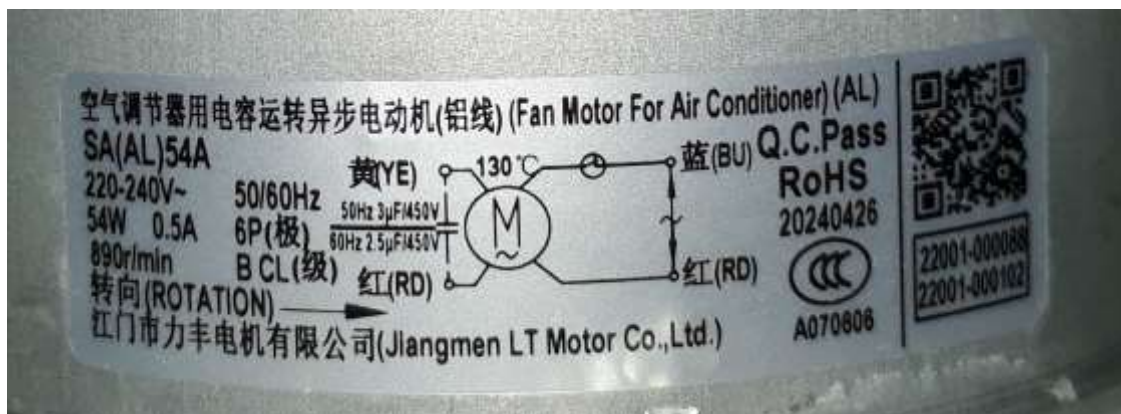 空气调节器用电容运转异步电动机(铝线) (Fan Motor For Air Conditioner) (AL)
SA(AL)54A
220-240V~ 50/60Hz
54W 0.5A 6P(极)
890r/min B CL(级)
转向(ROTATION)
江门市力丰电机有限公司(Jiangmen LT Motor Co.,Ltd.)
黄(YE)
130℃
50Hz 3μF/450V
60Hz 2.5μF/450V
M
~
红(RD)
蓝(BU)
~
红(RD)
Q.C.Pass
RoHS
20240426
CCC
A070606
22001-000088
22001-000102